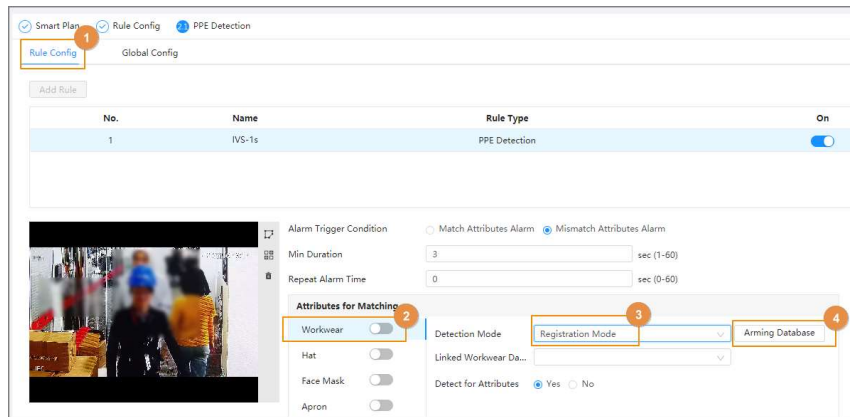 Smart Plan Rule Config 2.1 PPE Detection
1
Rule Config Global Config
Add Rule
No. Name Rule Type On
1 IVS-1s PPE Detection
Alarm Trigger Condition Match Attributes Alarm Mismatch Attributes Alarm
Min Duration 3 sec (1-60)
Repeat Alarm Time 0 sec (0-60)
Attributes for Matching
2 3 4
Workwear Detection Mode Registration Mode Arming Database
Hat Linked Workwear Da...
Face Mask Detect for Attributes Yes No
Apron